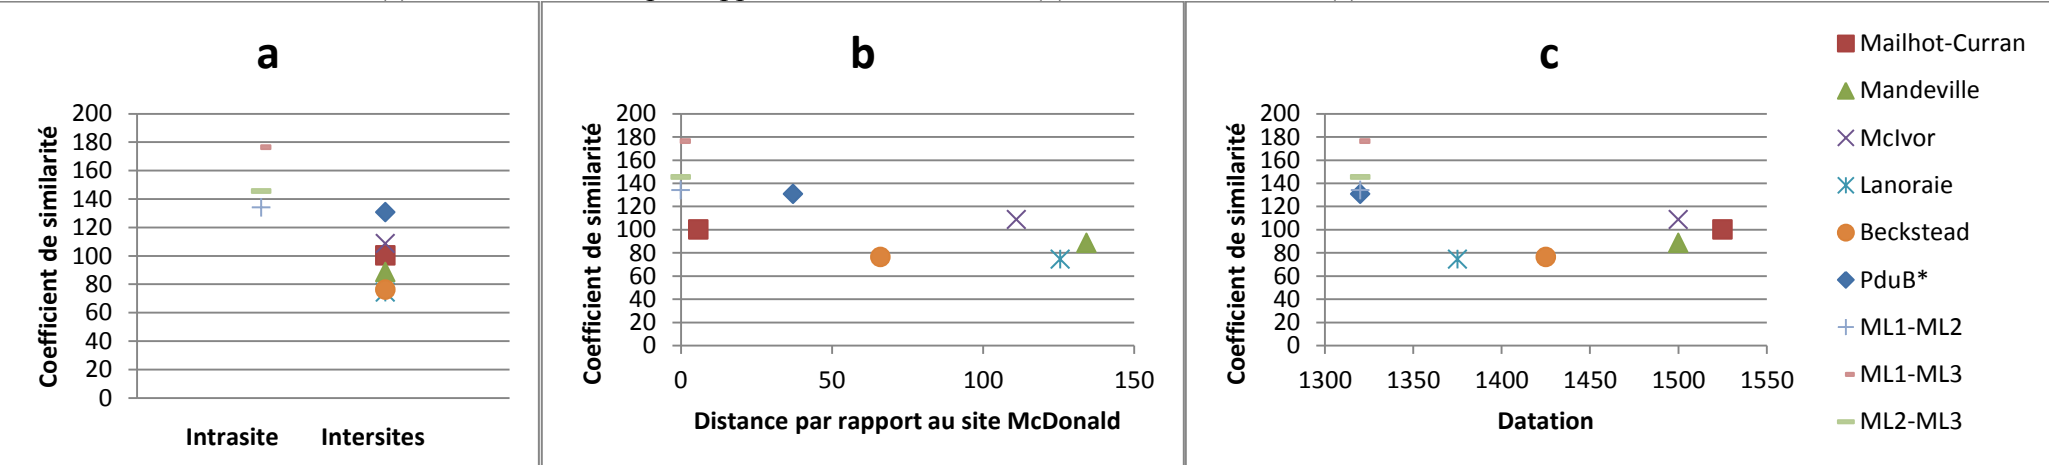 a
Coefficient de similarité
200
180
160
140
120
100
80
60
40
20
0
Intrasite Intersites
b
Coefficient de similarité
200
180
160
140
120
100
80
60
40
20
0
0 50 100 150
Distance par rapport au site McDonald
c
Coefficient de similarité
200
180
160
140
120
100
80
60
40
20
0
1300 1350 1400 1450 1500 1550
Datation
Mailhot-Curran
Mandeville
McIvor
Lanoraie
Beckstead
PduB*
ML1-ML2
ML1-ML3
ML2-ML3